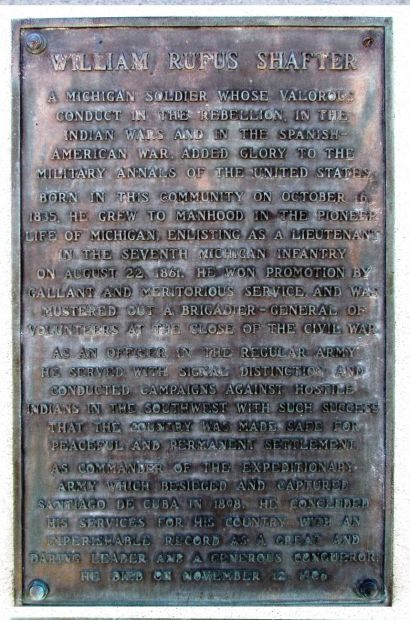 WILLIAM RUFUS SHAFTER
A MICHIGAN SOLDIER WHOSE VALOROUS
CONDUCT IN THE REBELLION, IN THE
INDIAN WARS AND IN THE SPANISH-
AMERICAN WAR, ADDED GLORY TO THE
MILITARY ANNALS OF THE UNITED STATES.
BORN IN THIS COMMUNITY ON OCTOBER 16,
1835, HE GREW TO MANHOOD IN THE PIONEER
LIFE OF MICHIGAN, ENLISTING AS A LIEUTENANT
IN THE SEVENTH MICHIGAN INFANTRY
ON AUGUST 22, 1861. HE WON PROMOTION BY
GALLANT AND MERITORIOUS SERVICE, AND WAS
MUSTERED OUT A BRIGADIER-GENERAL OF
VOLUNTEERS AT THE CLOSE OF THE CIVIL WAR
AS AN OFFICER IN THE REGULAR ARMY
HE SERVED WITH SIGNAL DISTINCTION AND
CONDUCTED CAMPAIGNS AGAINST HOSTILE
INDIANS IN THE SOUTHWEST WITH SUCH SUCCESS
THAT THE COUNTRY WAS MADE SAFE FOR
PEACEFUL AND PERMANENT SETTLEMENT
AS COMMANDER OF THE EXPEDITIONARY
ARMY WHICH BESIEGED AND CAPTURED
SANTIAGO DE CUBA IN 1898, HE CONCLUDED
HIS SERVICES FOR HIS COUNTRY WITH AN
IMPERISHABLE RECORD AS A GREAT AND
DARING LEADER AND A GENEROUS CONQUEROR.
HE DIED ON NOVEMBER 12 1906